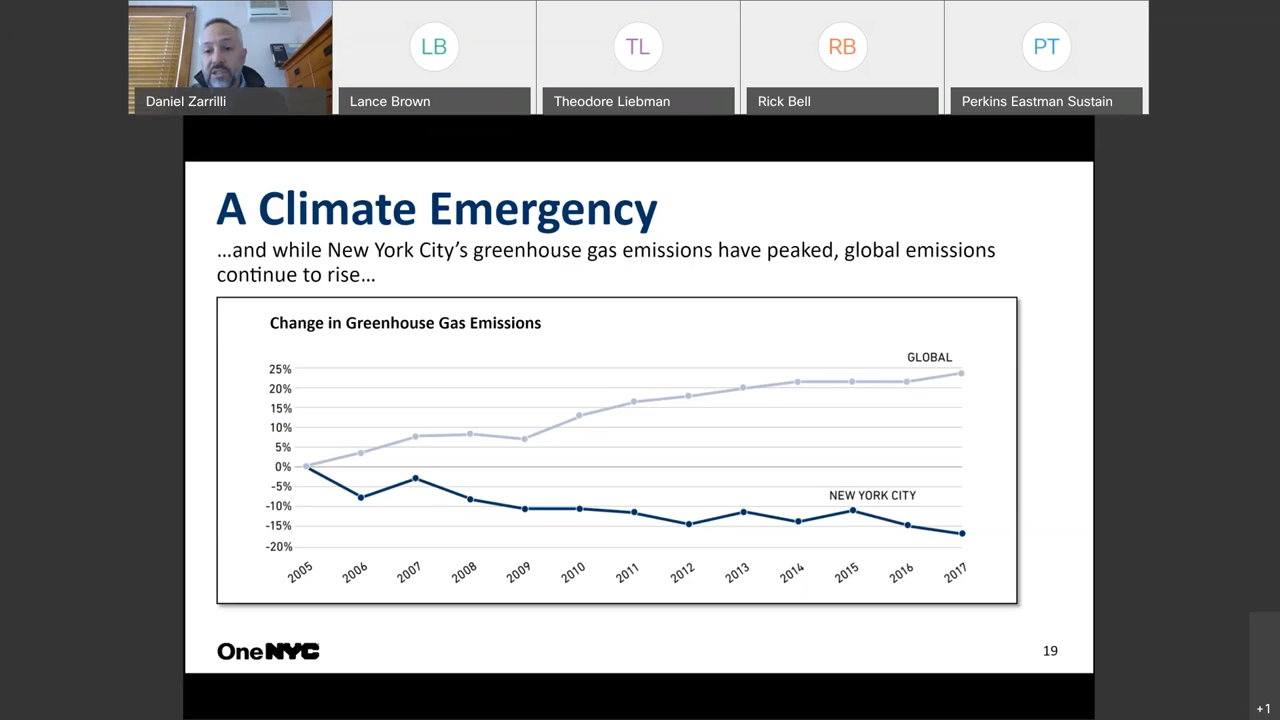 LB
TL
RB
PT
Daniel Zarrilli
Lance Brown
Theodore Liebman
Rick Bell
Perkins Eastman Sustain
A Climate Emergency
...and while New York City’s greenhouse gas emissions have peaked, global emissions
continue to rise...
Change in Greenhouse Gas Emissions
GLOBAL
25%
20%
15%
10%
5%
0%
-5%
NEW YORK CITY
-10%
-15%
-20%
2005
2006
2007
2008
2009
2010
2011
2012
2013
2014
2015
2016
2017
OneNYC
19
+1